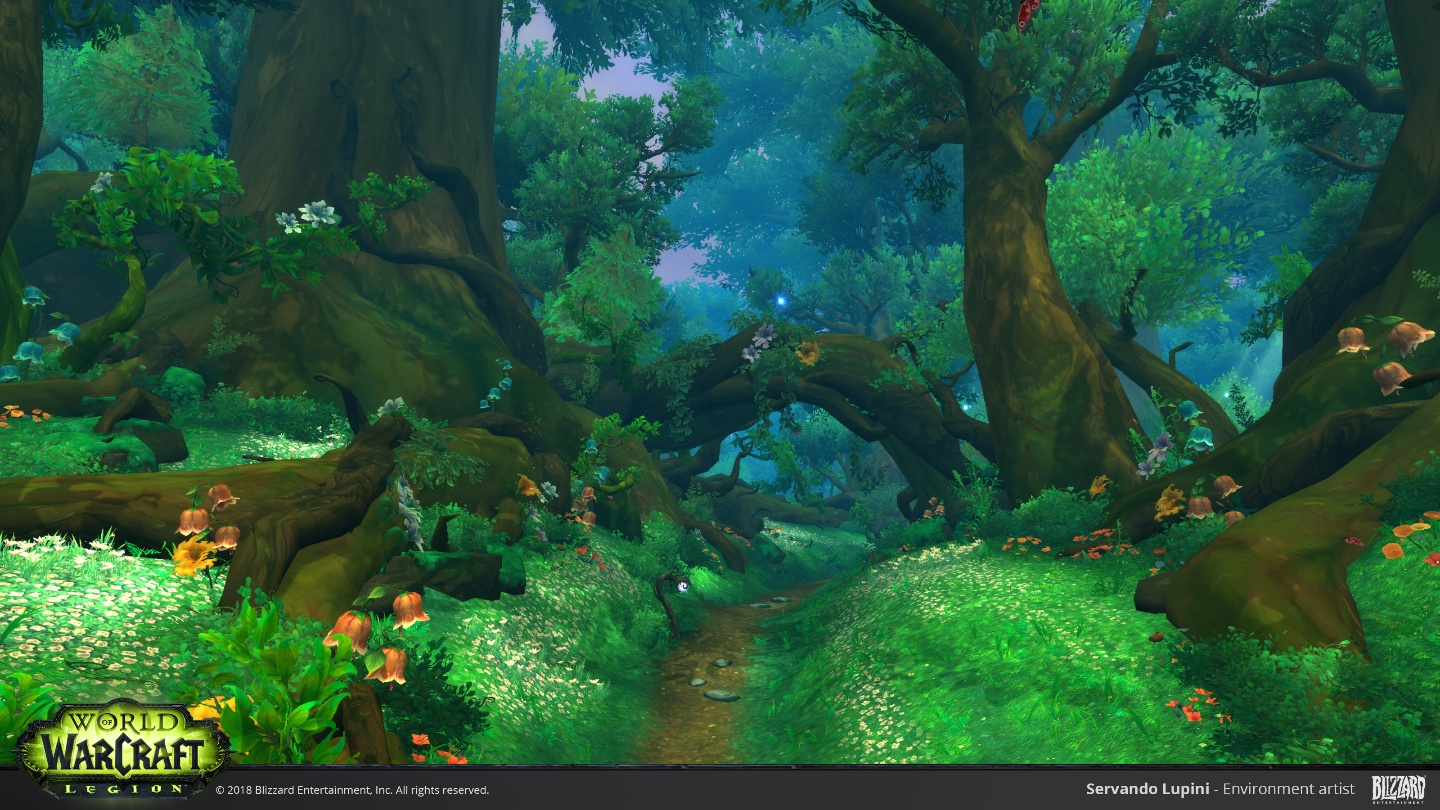 WORLD
OF
WARCRAFT
LEGION
© 2018 Blizzard Entertainment, Inc. All rights reserved.
Servando Lupini - Environment artist
BLIZZARD
ENTERTAINMENT